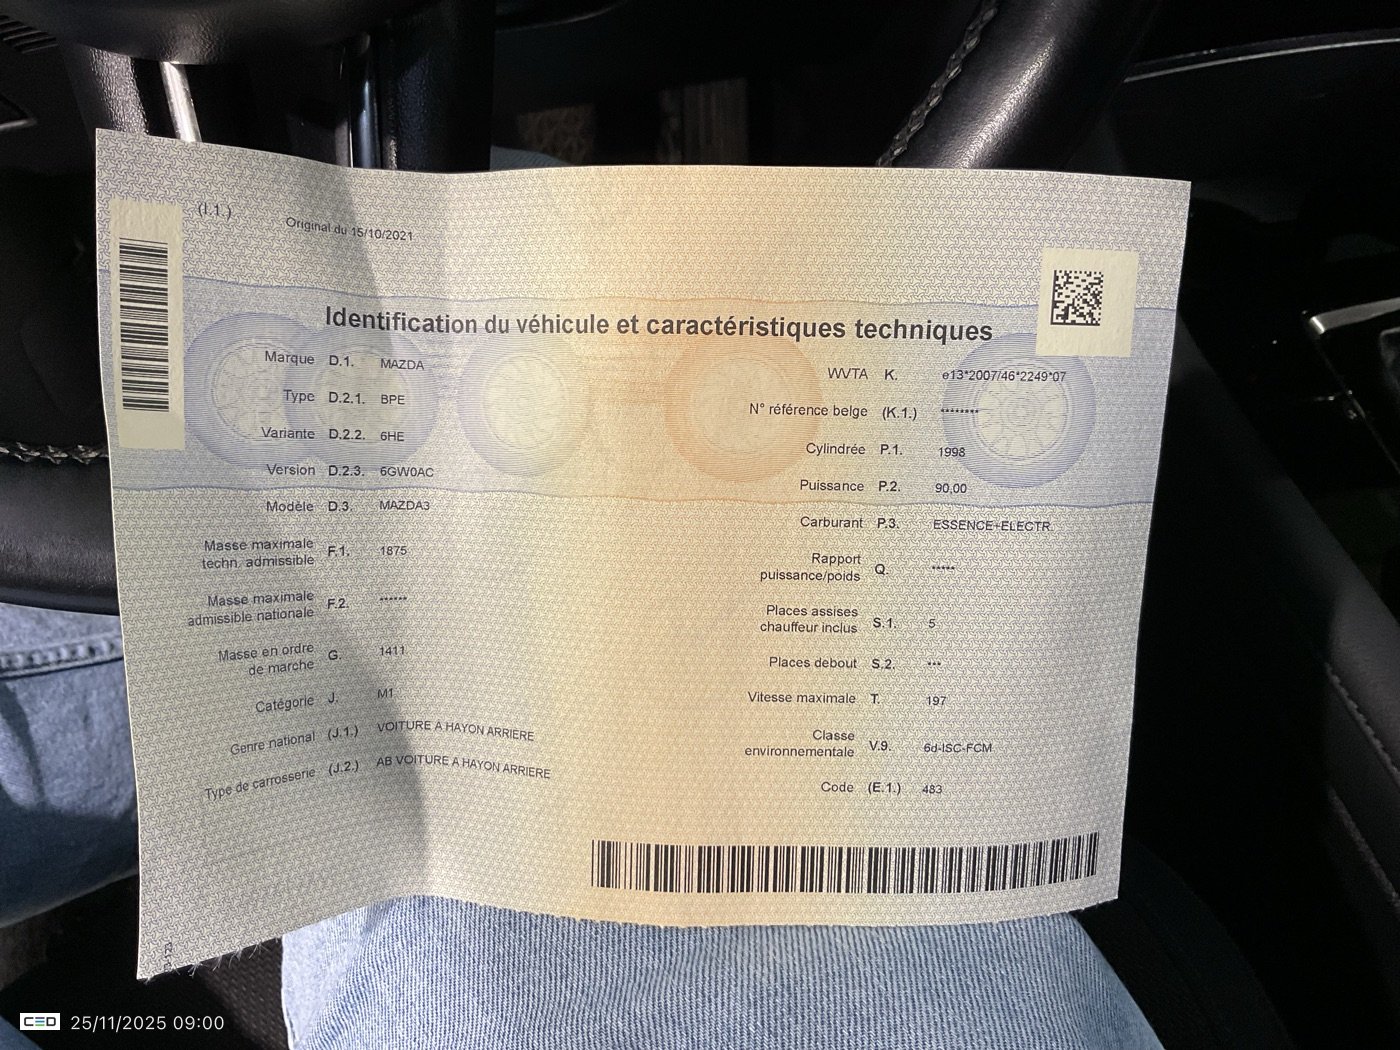 (I.1.)
Original du 15/10/2021
Identification du véhicule et caractéristiques techniques
Marque D.1. MAZDA
Type D.2.1. BPE
Variante D.2.2. 6HE
Version D.2.3. 6GW0AC
Modèle D.3. MAZDA3
Masse maximale
techn. admissible F.1. 1875
Masse maximale
admissible nationale F.2. ******
Masse en ordre
de marche G. 1411
Catégorie J. M1
Genre national (J.1.) VOITURE A HAYON ARRIERE
Type de carrosserie (J.2.) AB VOITURE A HAYON ARRIERE
WVTA K. e13*2007/46*2249*07
N° référence belge (K.1.) ********
Cylindrée P.1. 1998
Puissance P.2. 90,00
Carburant P.3. ESSENCE+ELECTR.
Rapport
puissance/poids Q. *****
Places assises
chauffeur inclus S.1. 5
Places debout S.2. ***
Vitesse maximale T. 197
Classe
environnementale V.9. 6d-ISC-FCM
Code (E.1.) 483
CED 25/11/2025 09:00